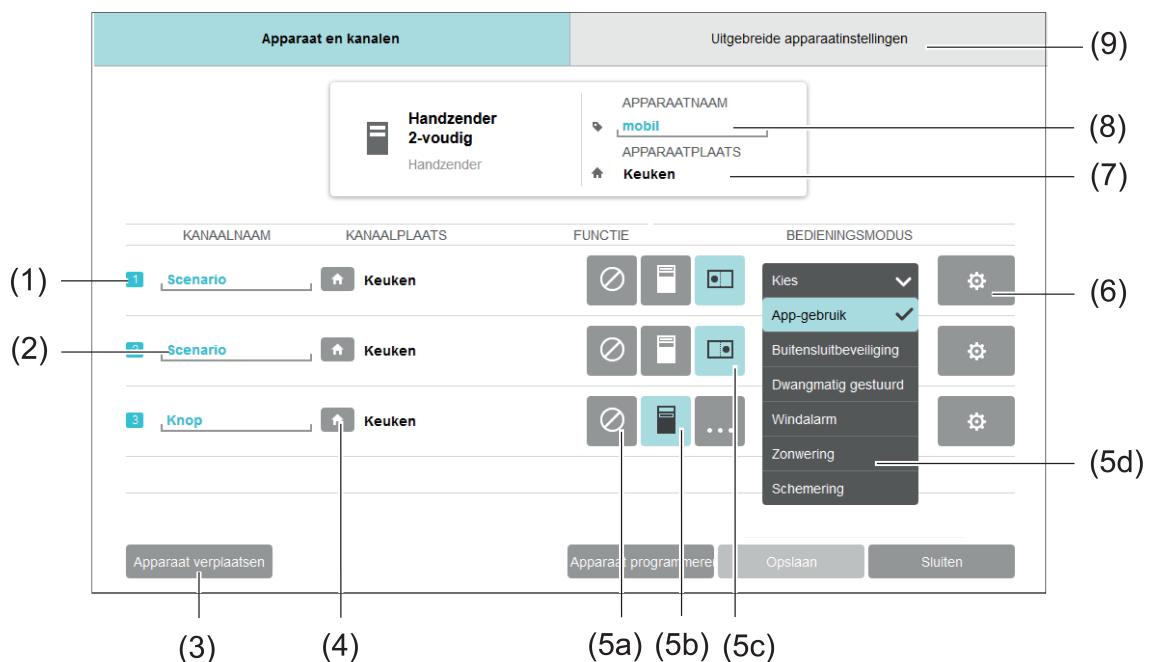 Apparaat en kanalen
Uitgebreide apparaatinstellingen
(9)
Handzender
2-voudig
Handzender
APPARAATNAAM
mobil
(8)
APPARAATPLAATS
Keuken
(7)
KANAALNAAM KANAALPLAATS FUNCTIE BEDIENINGSMODUS
(1) 1 Scenario Keuken Kies (6)
App-gebruik
(2) 2 Scenario Keuken Buitensluitbeveiliging
Dwangmatig gestuurd
3 Knop Keuken ... Windalarm
Zonwering (5d)
Schemering
Apparaat verplaatsen Apparaat programmeren Opslaan Sluiten
(3) (4) (5a) (5b) (5c)